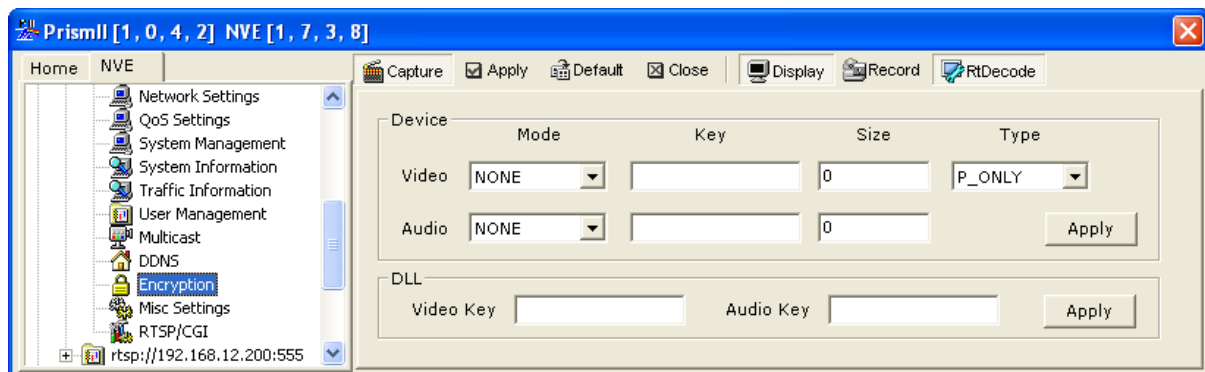 PrismII [1, 0, 4, 2] NVE [1, 7, 3, 8]
Home NVE
Capture Apply Default Close Display Record RtDecode
Network Settings
QoS Settings
System Management
System Information
Traffic Information
User Management
Multicast
DDNS
Encryption
Misc Settings
RTSP/CGI
rtsp://192.168.12.200:555
Device
Mode Key Size Type
Video NONE 0 P_ONLY
Audio NONE 0 Apply
DLL
Video Key Audio Key Apply